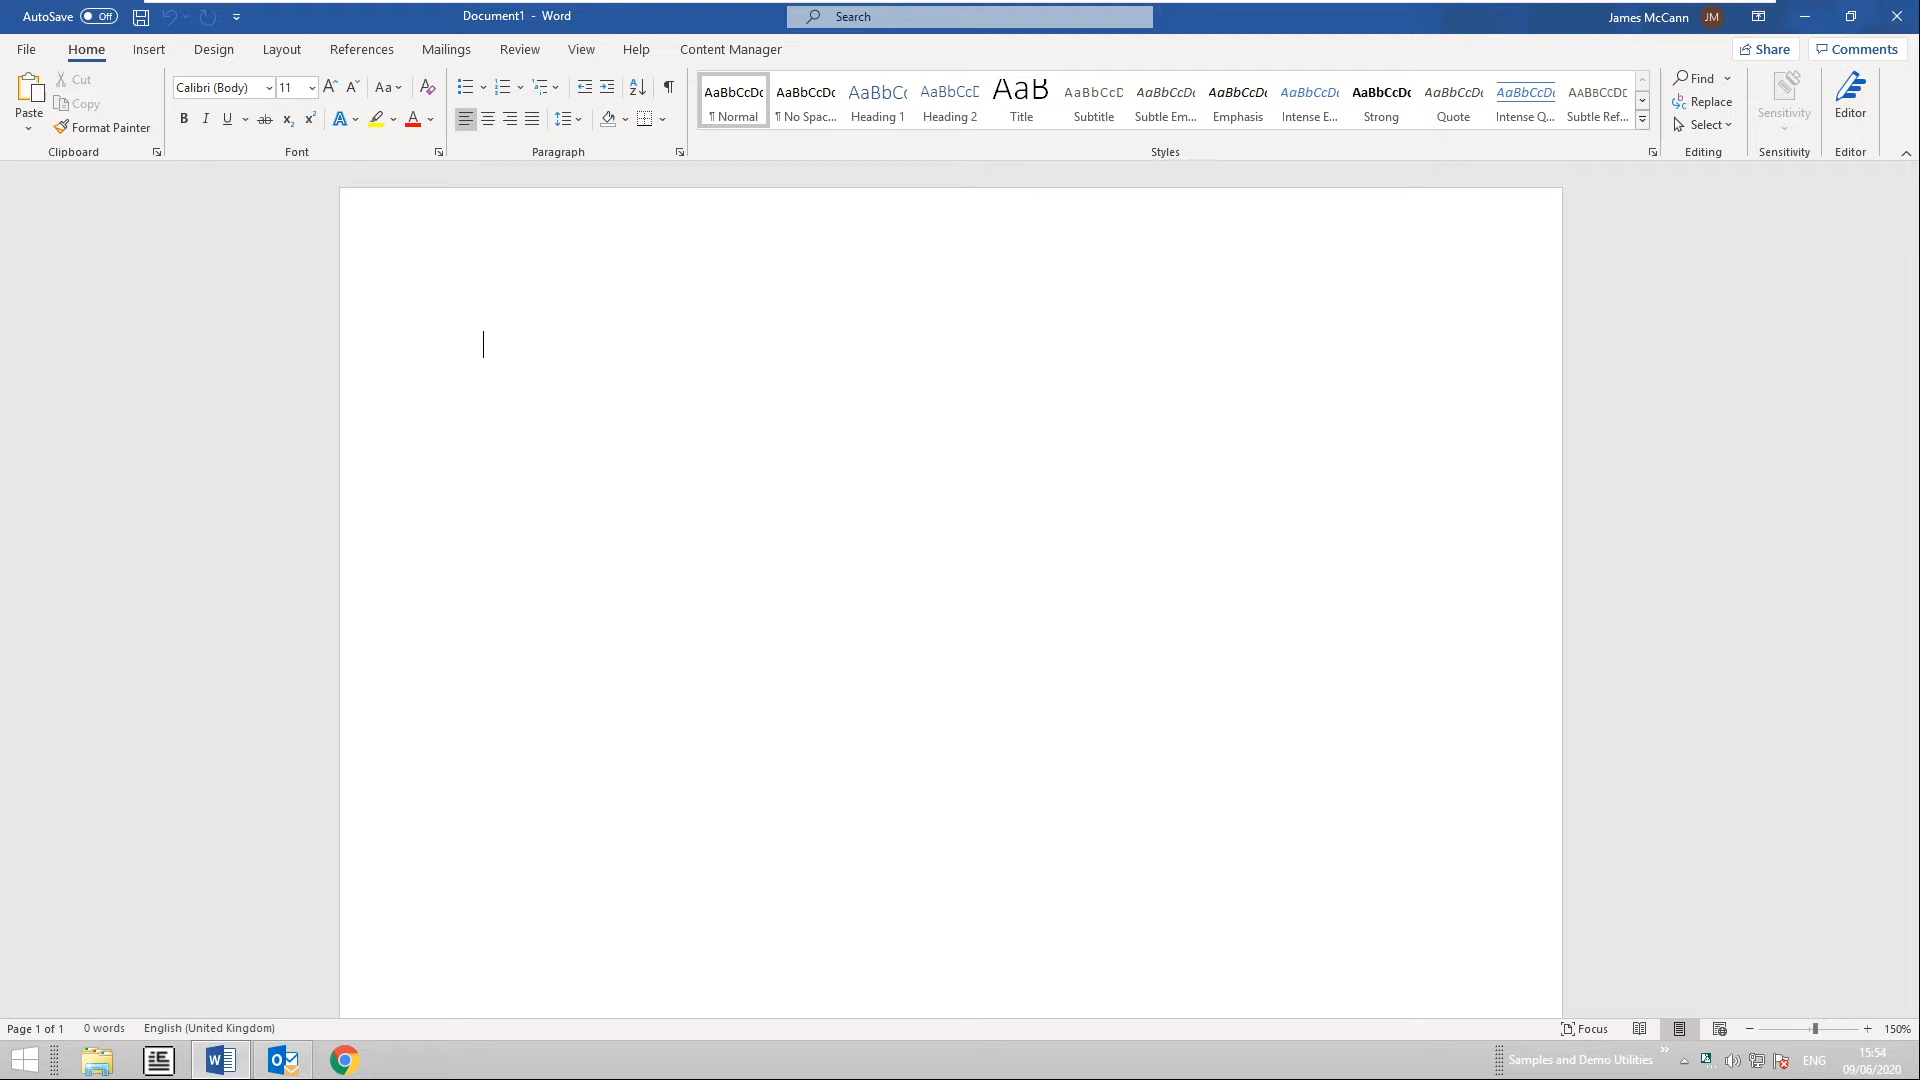 AutoSave Off Document1 - Word Search James McCann JM
File Home Insert Design Layout References Mailings Review View Help Content Manager Share Comments
Paste
Cut
Copy
Format Painter
Clipboard
Calibri (Body) 11 Aa
Font
Paragraph
AaBbCcDc AaBbCcDc AaBbCc AaBbCcD AaB AaBbCcD AaBbCcDc AaBbCcDc AaBbCcDc AaBbCcDc AaBbCcDc AaBbCcDc AABBCCDD
¶ Normal ¶ No Spac... Heading 1 Heading 2 Title Subtitle Subtle Em... Emphasis Intense E... Strong Quote Intense Q... Subtle Ref...
Styles
Find
Replace
Select
Editing
Sensitivity
Sensitivity
Editor
Editor
Page 1 of 1 0 words English (United Kingdom) Focus 150%
Samples and Demo Utilities ENG 15:54
09/06/2020